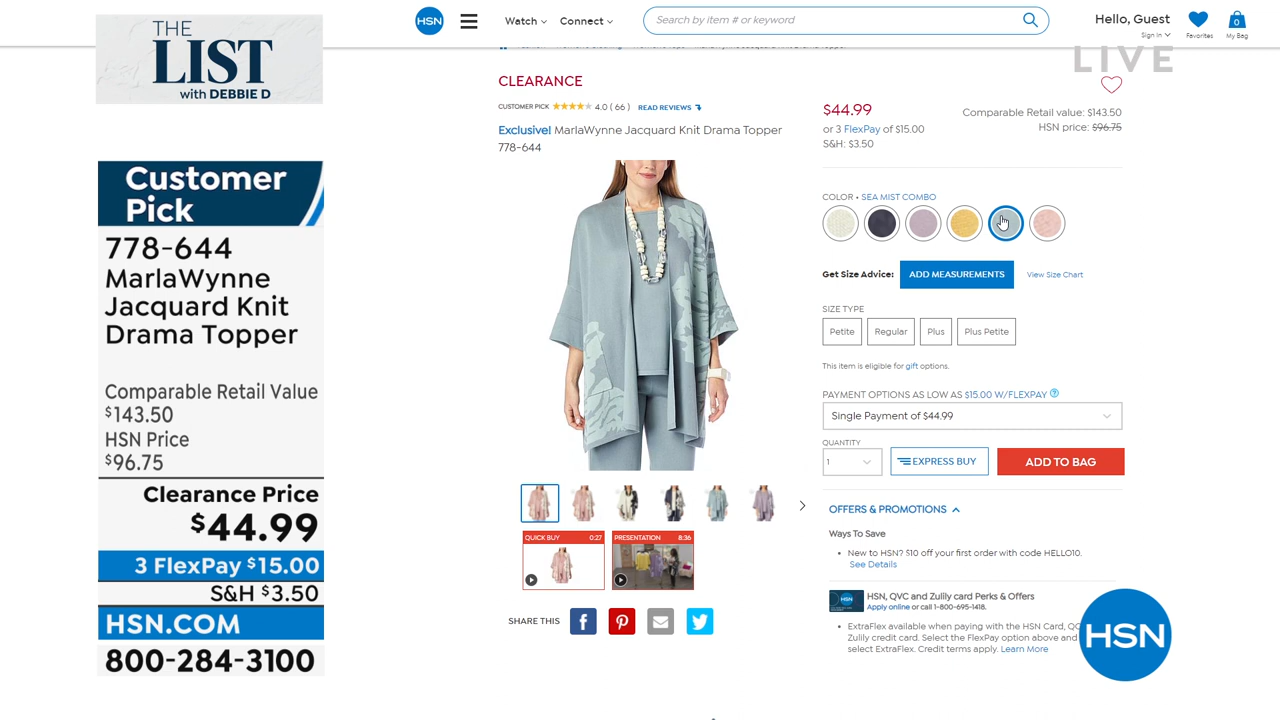 THE
LIST
with DEBBIE D
Customer
Pick
778-644
MarlaWynne
Jacquard Knit
Drama Topper
Comparable Retail Value
$143.50
HSN Price
$96.75
Clearance Price
$44.99
3 FlexPay $15.00
S&H $3.50
HSN.COM
800-284-3100
HSN
Watch
Connect
Search by item # or keyword
Hello, Guest
Sign In
Favorites
0
My Bag
LIVE
CLEARANCE
CUSTOMER PICK 4.0 ( 66 ) READ REVIEWS
Exclusive! MarlaWynne Jacquard Knit Drama Topper
778-644
QUICK BUY 0:27
PRESENTATION 8:36
SHARE THIS
$44.99
or 3 FlexPay of $15.00
S&H: $3.50
Comparable Retail value: $143.50
HSN price: $96.75
COLOR • SEA MIST COMBO
Get Size Advice: ADD MEASUREMENTS View Size Chart
SIZE TYPE
Petite Regular Plus Plus Petite
This item is eligible for gift options.
PAYMENT OPTIONS AS LOW AS $15.00 W/FLEXPAY
Single Payment of $44.99
QUANTITY
1 EXPRESS BUY ADD TO BAG
OFFERS & PROMOTIONS
Ways To Save
• New to HSN? $10 off your first order with code HELLO10.
See Details
HSN, QVC and Zulily card Perks & Offers
Apply online or call 1-800-695-1418.
• ExtraFlex available when paying with the HSN Card,
Zulily credit card. Select the FlexPay option above and
select ExtraFlex. Credit terms apply. Learn More
HSN